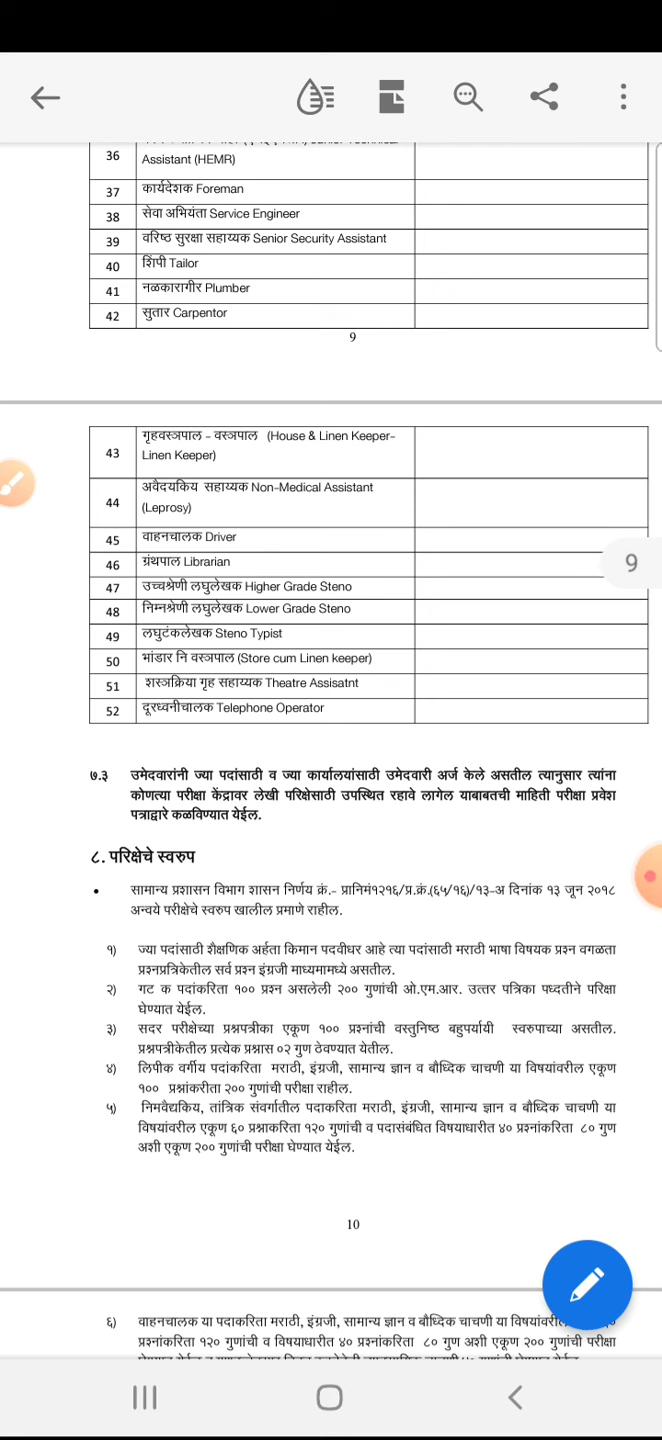 36 Assistant (HEMR)
37 कार्यदेशक Foreman
38 सेवा अभियंता Service Engineer
39 वरिष्ठ सुरक्षा सहाय्यक Senior Security Assistant
40 शिंपी Tailor
41 नळकारागीर Plumber
42 सुतार Carpentor
9
43 गृहवस्त्रपाल - वस्त्रपाल (House & Linen Keeper-
Linen Keeper)
44 अवैदयकिय सहाय्यक Non-Medical Assistant
(Leprosy)
45 वाहनचालक Driver
46 ग्रंथपाल Librarian
9
47 उच्चश्रेणी लघुलेखक Higher Grade Steno
48 निम्नश्रेणी लघुलेखक Lower Grade Steno
49 लघुटंकलेखक Steno Typist
50 भांडार नि वस्त्रपाल (Store cum Linen keeper)
51 शस्त्रक्रिया गृह सहाय्यक Theatre Assisatnt
52 दूरध्वनीचालक Telephone Operator
७.३ उमेदवारांनी ज्या पदांसाठी व ज्या कार्यालयांसाठी उमेदवारी अर्ज केले असतील त्यानुसार त्यांना
कोणत्या परीक्षा केंद्रावर लेखी परिक्षेसाठी उपस्थित रहावे लागेल याबाबतची माहिती परीक्षा प्रवेश
पत्राद्वारे कळविण्यात येईल.
८. परिक्षेचे स्वरुप
• सामान्य प्रशासन विभाग शासन निर्णय क्रं.- प्रानिमं१२१६/प्र.क्रं.(६५/१६)/१३-अ दिनांक १३ जून २०१८
अन्वये परीक्षेचे स्वरुप खालील प्रमाणे राहील.
१) ज्या पदांसाठी शैक्षणिक अर्हता किमान पदवीधर आहे त्या पदांसाठी मराठी भाषा विषयक प्रश्न वगळता
प्रश्नप्रत्रिकेतील सर्व प्रश्न इंग्रजी माध्यमामध्ये असतील.
२) गट क पदांकरिता १०० प्रश्न असलेली २०० गुणांची ओ.एम.आर. उत्तर पत्रिका पध्दतीने परिक्षा
घेण्यात येईल.
३) सदर परीक्षेच्या प्रश्नपत्रीका एकूण १०० प्रश्नांची वस्तुनिष्ठ बहुपर्यायी स्वरुपाच्या असतील.
प्रश्नपत्रीकेतील प्रत्येक प्रश्नास ०२ गुण ठेवण्यात येतील.
४) लिपीक वर्गीय पदांकरिता मराठी, इंग्रजी, सामान्य ज्ञान व बौध्दिक चाचणी या विषयांवरील एकूण
१०० प्रश्नांकरीता २०० गुणांची परीक्षा राहील.
५) निमवैद्यकिय, तांत्रिक संवर्गातील पदाकरिता मराठी, इंग्रजी, सामान्य ज्ञान व बौध्दिक चाचणी या
विषयांवरील एकूण ६० प्रश्नाकरिता १२० गुणांची व पदासंबंधित विषयाधारीत ४० प्रश्नांकरिता ८० गुण
अशी एकूण २०० गुणांची परीक्षा घेण्यात येईल.
10
६) वाहनचालक या पदाकरिता मराठी, इंग्रजी, सामान्य ज्ञान व बौध्दिक चाचणी या
प्रश्नांकरिता १२० गुणांची व विषयाधारीत ४० प्रश्नांकरिता ८० गुण अशी एकूण २०० गुणांची परीक्षा